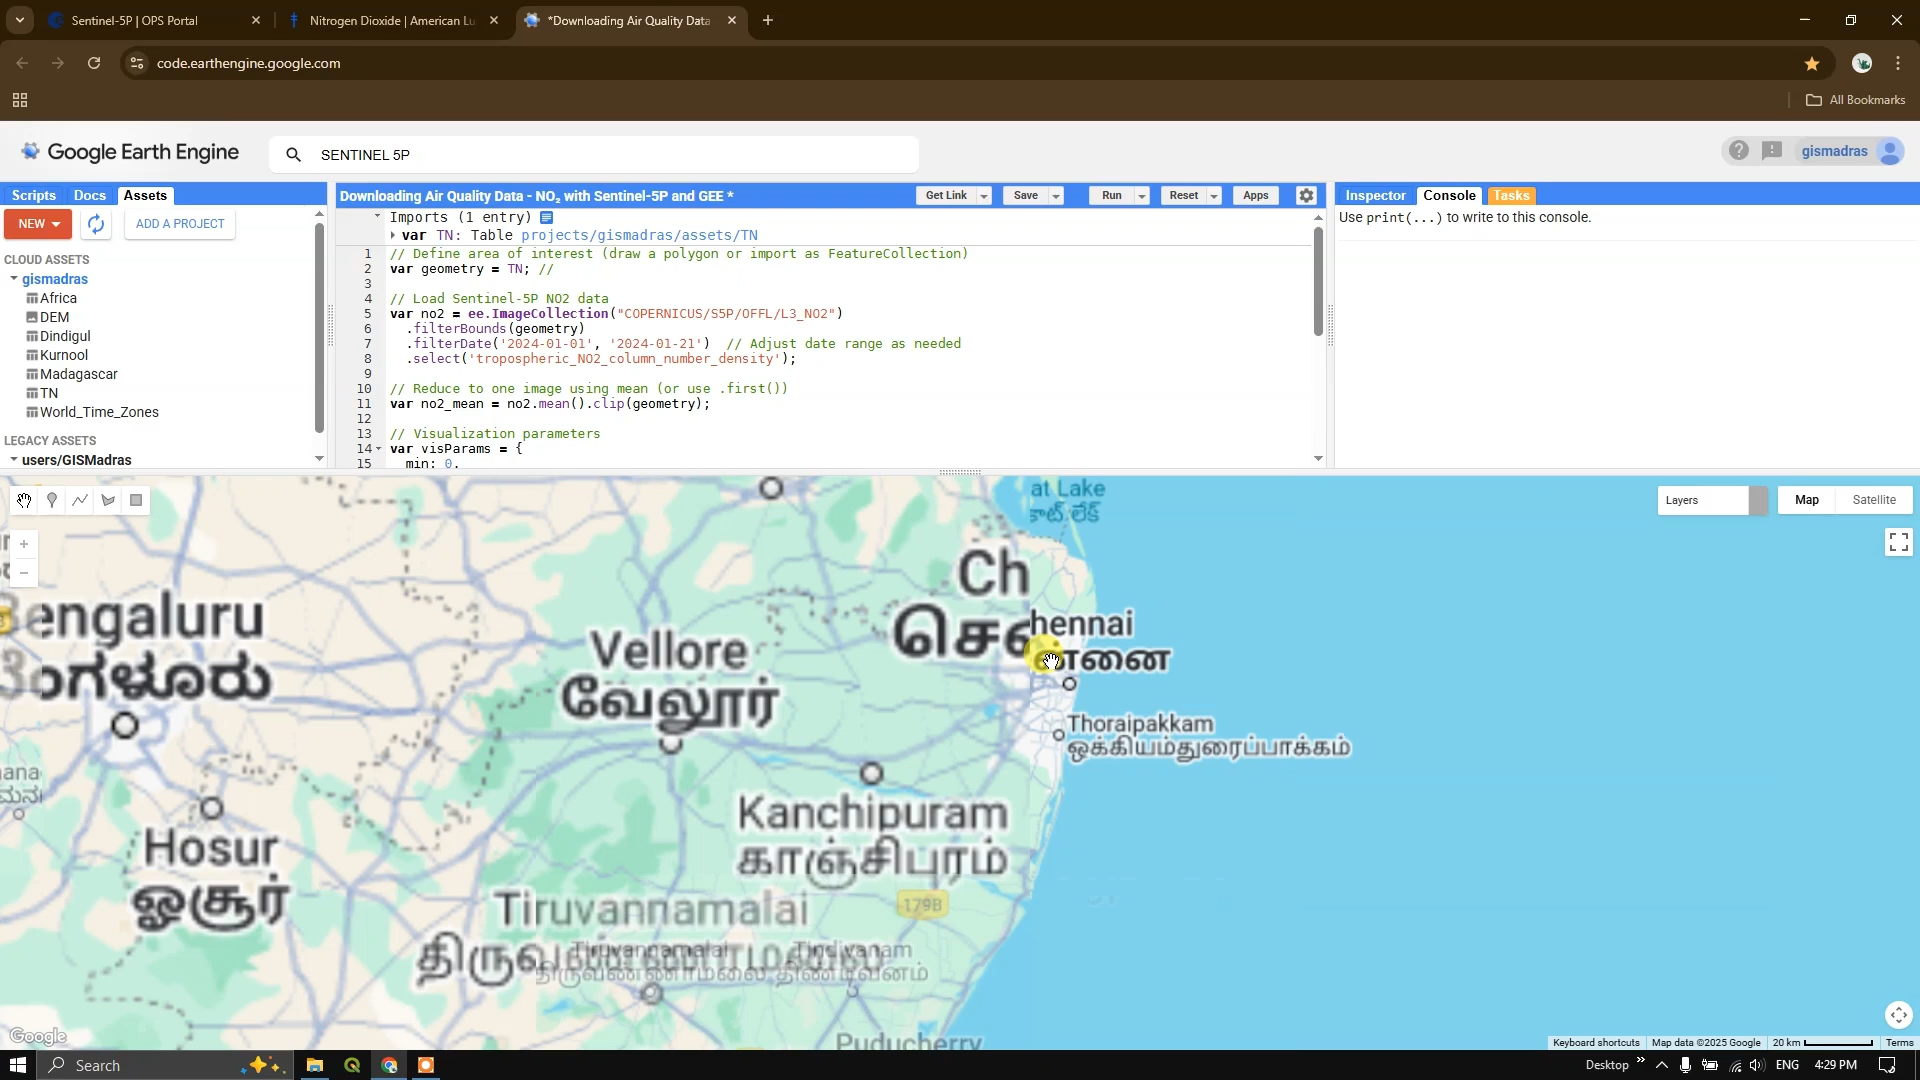 Sentinel-5P | OPS Portal
Nitrogen Dioxide | American Lu
*Downloading Air Quality Data
code.earthengine.google.com
All Bookmarks
Google Earth Engine
SENTINEL 5P
gismadras
Scripts
Docs
Assets
NEW
ADD A PROJECT
CLOUD ASSETS
gismadras
Africa
DEM
Dindigul
Kurnool
Madagascar
TN
World_Time_Zones
LEGACY ASSETS
users/GISMadras
Downloading Air Quality Data - NO₂ with Sentinel-5P and GEE *
Get Link
Save
Run
Reset
Apps
Imports (1 entry)
var TN: Table projects/gismadras/assets/TN
1 // Define area of interest (draw a polygon or import as FeatureCollection)
2 var geometry = TN; //
3
4 // Load Sentinel-5P NO2 data
5 var no2 = ee.ImageCollection("COPERNICUS/S5P/OFFL/L3_NO2")
6 .filterBounds(geometry)
7 .filterDate('2024-01-01', '2024-01-21') // Adjust date range as needed
8 .select('tropospheric_NO2_column_number_density');
9
10 // Reduce to one image using mean (or use .first())
11 var no2_mean = no2.mean().clip(geometry);
12
13 // Visualization parameters
14 var visParams = {
15 min: 0,
Inspector
Console
Tasks
Use print(...) to write to this console.
Layers
Map
Satellite
at Lake
కాట్ లేక్
Ch
hennai
engaluru
Vellore
வேலூர்
Thoraipakkam
ஒக்கியம்துரைப்பாக்கம்
Kanchipuram
காஞ்சிபுரம்
Hosur
ஓசூர்
179B
Tiruvannamalai
Tiruvannamalai
Tindivanam
திண்டிவனம்
Puducherry
Google
Keyboard shortcuts
Map data ©2025 Google
20 km
Terms
Search
Desktop
ENG
4:29 PM